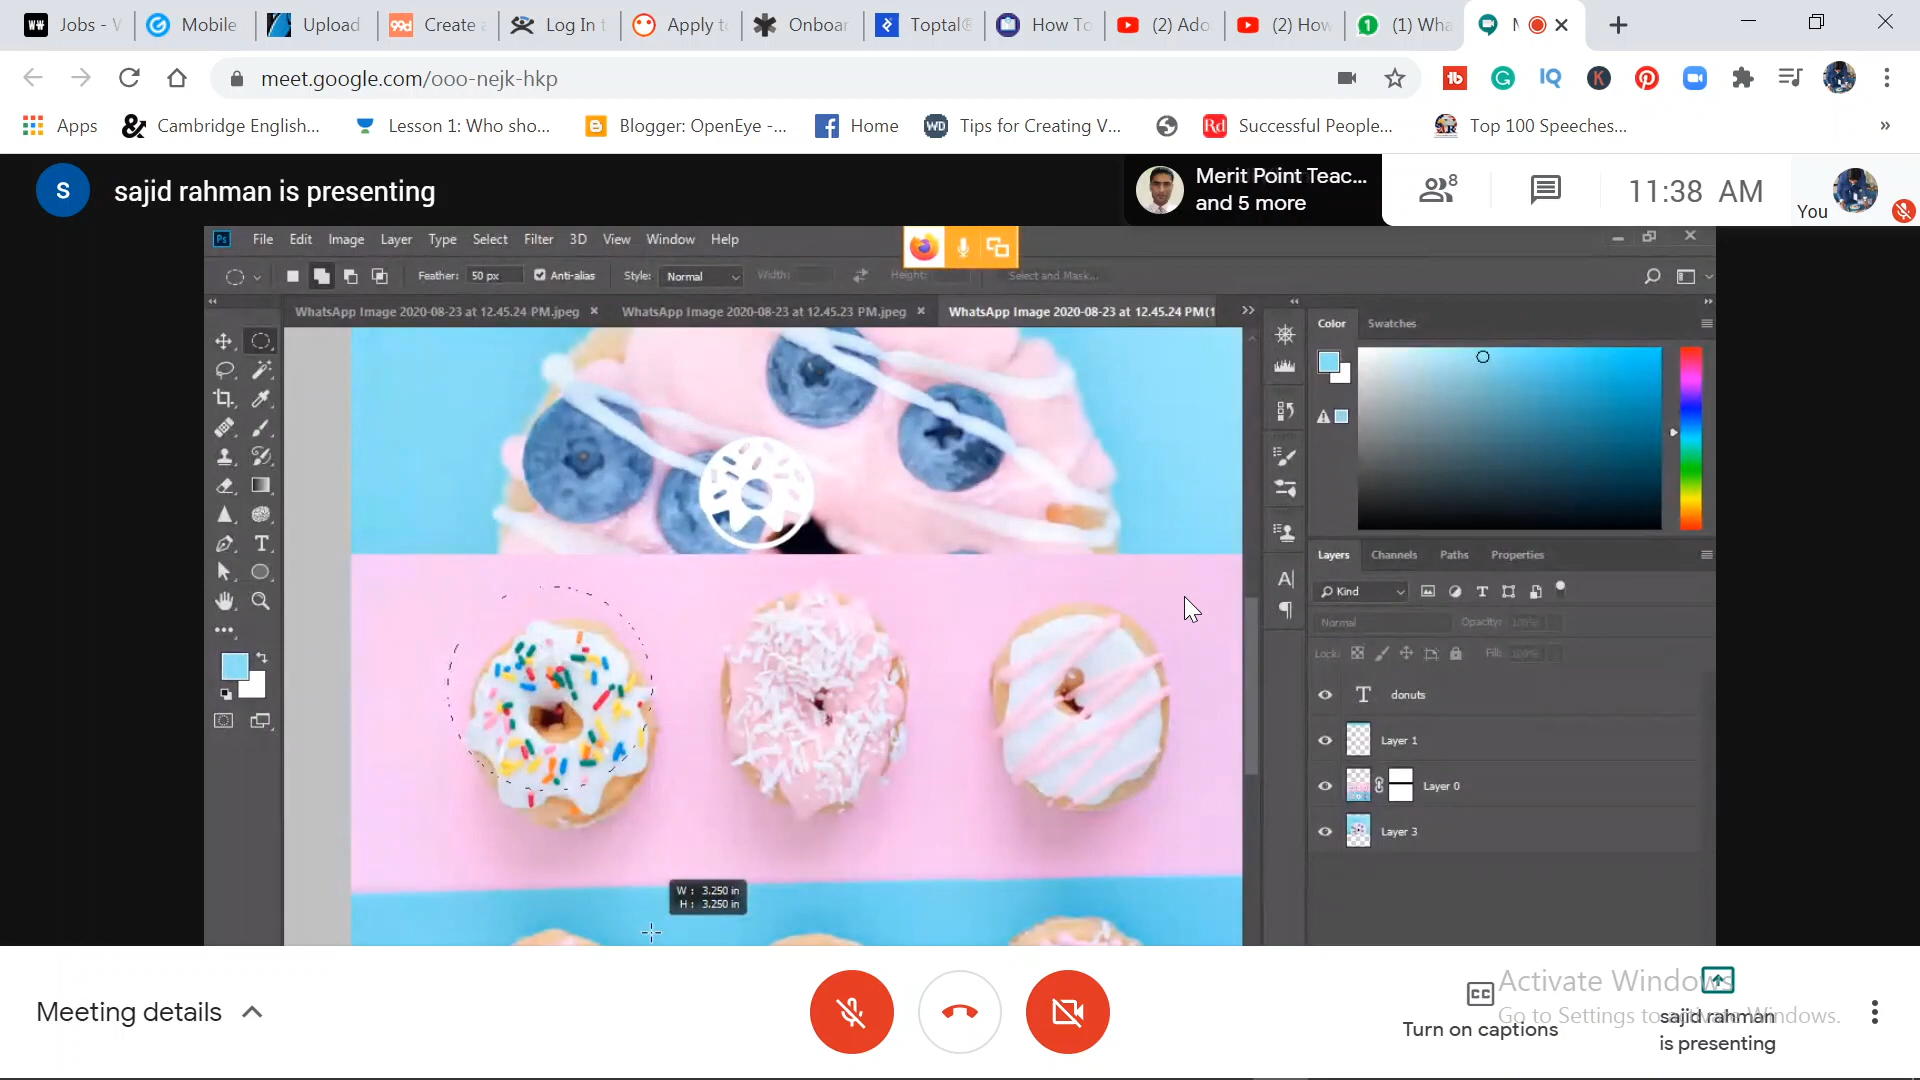 Jobs - W
Mobile
Upload
Create a
Log In t
Apply to
Onboar
Toptal®
How To
(2) Ado
(2) How
(1) Wha
meet.google.com/ooo-nejk-hkp
Apps
Cambridge English...
Lesson 1: Who sho...
Blogger: OpenEye -...
Home
Tips for Creating V...
Successful People...
Top 100 Speeches...
S sajid rahman is presenting
Merit Point Teac...
and 5 more
8
11:38 AM
You
Ps File Edit Image Layer Type Select Filter 3D View Window Help
Feather: 50 px Anti-alias Style: Normal Width: Height: Select and Mask...
WhatsApp Image 2020-08-23 at 12.45.24 PM.jpeg
WhatsApp Image 2020-08-23 at 12.45.23 PM.jpeg
WhatsApp Image 2020-08-23 at 12.45.24 PM(1
Color Swatches
Layers Channels Paths Properties
Kind
Normal Opacity: 100%
Lock: Fill: 100%
donuts
Layer 1
Layer 0
Layer 3
W : 3.250 in
H : 3.250 in
Meeting details
Turn on captions
sajid rahman
is presenting
Activate Windows
Go to Settings to activate Windows.